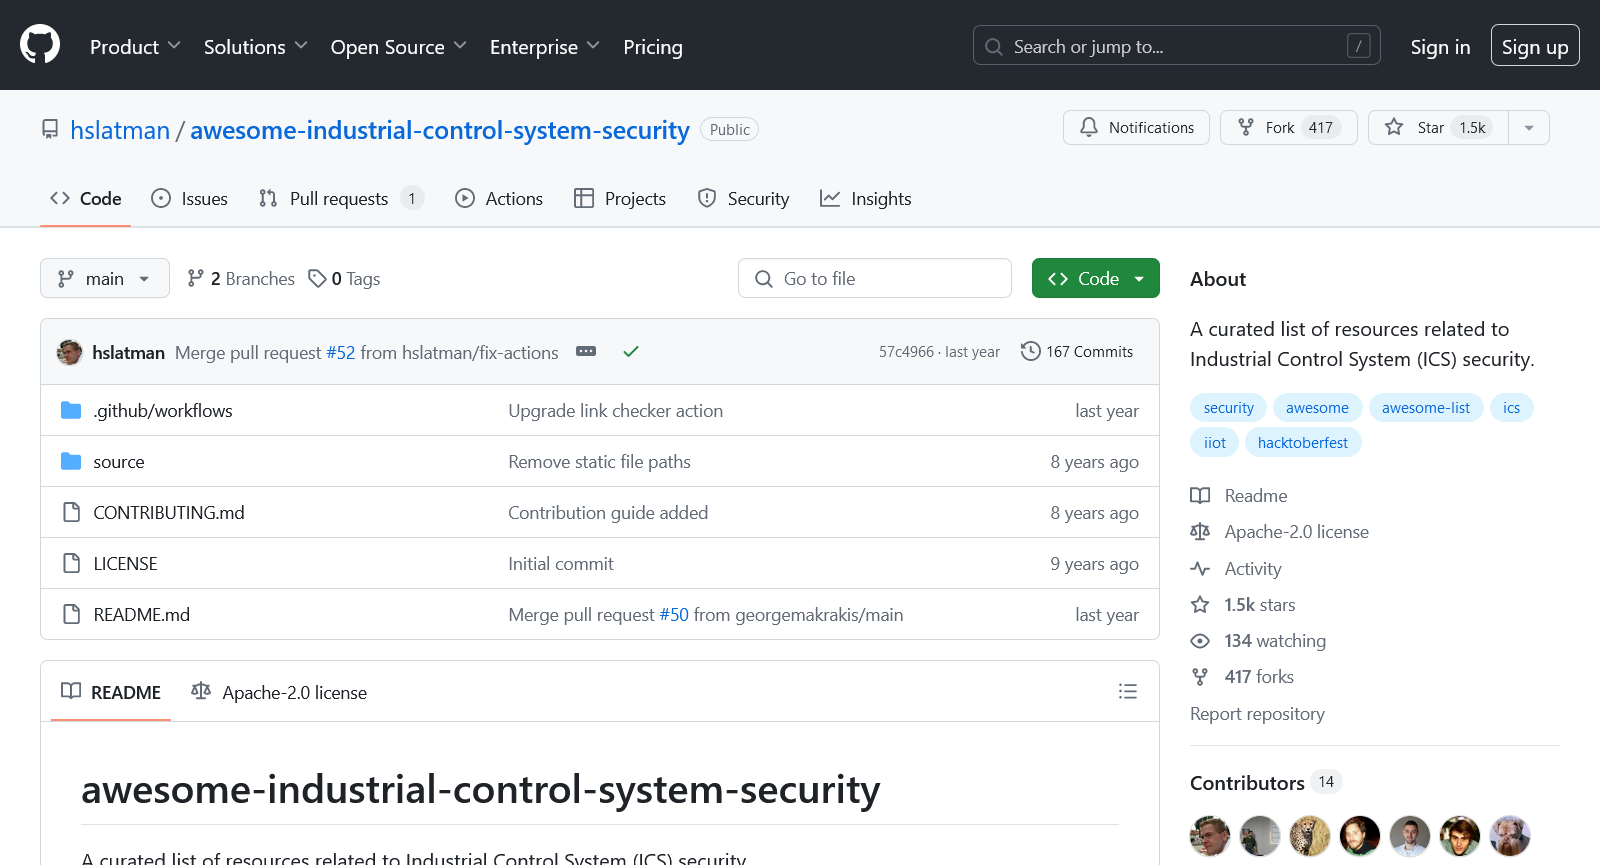 Product Solutions Open Source Enterprise Pricing Search or jump to... / Sign in Sign up
hslatman / awesome-industrial-control-system-security Public Notifications Fork 417 Star 1.5k
Code Issues Pull requests 1 Actions Projects Security Insights
main 2 Branches 0 Tags Go to file Code
hslatman Merge pull request #52 from hslatman/fix-actions 57c4966 · last year 167 Commits
.github/workflows Upgrade link checker action last year
source Remove static file paths 8 years ago
CONTRIBUTING.md Contribution guide added 8 years ago
LICENSE Initial commit 9 years ago
README.md Merge pull request #50 from georgemakrakis/main last year
README Apache-2.0 license
awesome-industrial-control-system-security
A curated list of resources related to Industrial Control System (ICS) security.
About
A curated list of resources related to
Industrial Control System (ICS) security.
security awesome awesome-list ics
iiot hacktoberfest
Readme
Apache-2.0 license
Activity
1.5k stars
134 watching
417 forks
Report repository
Contributors 14